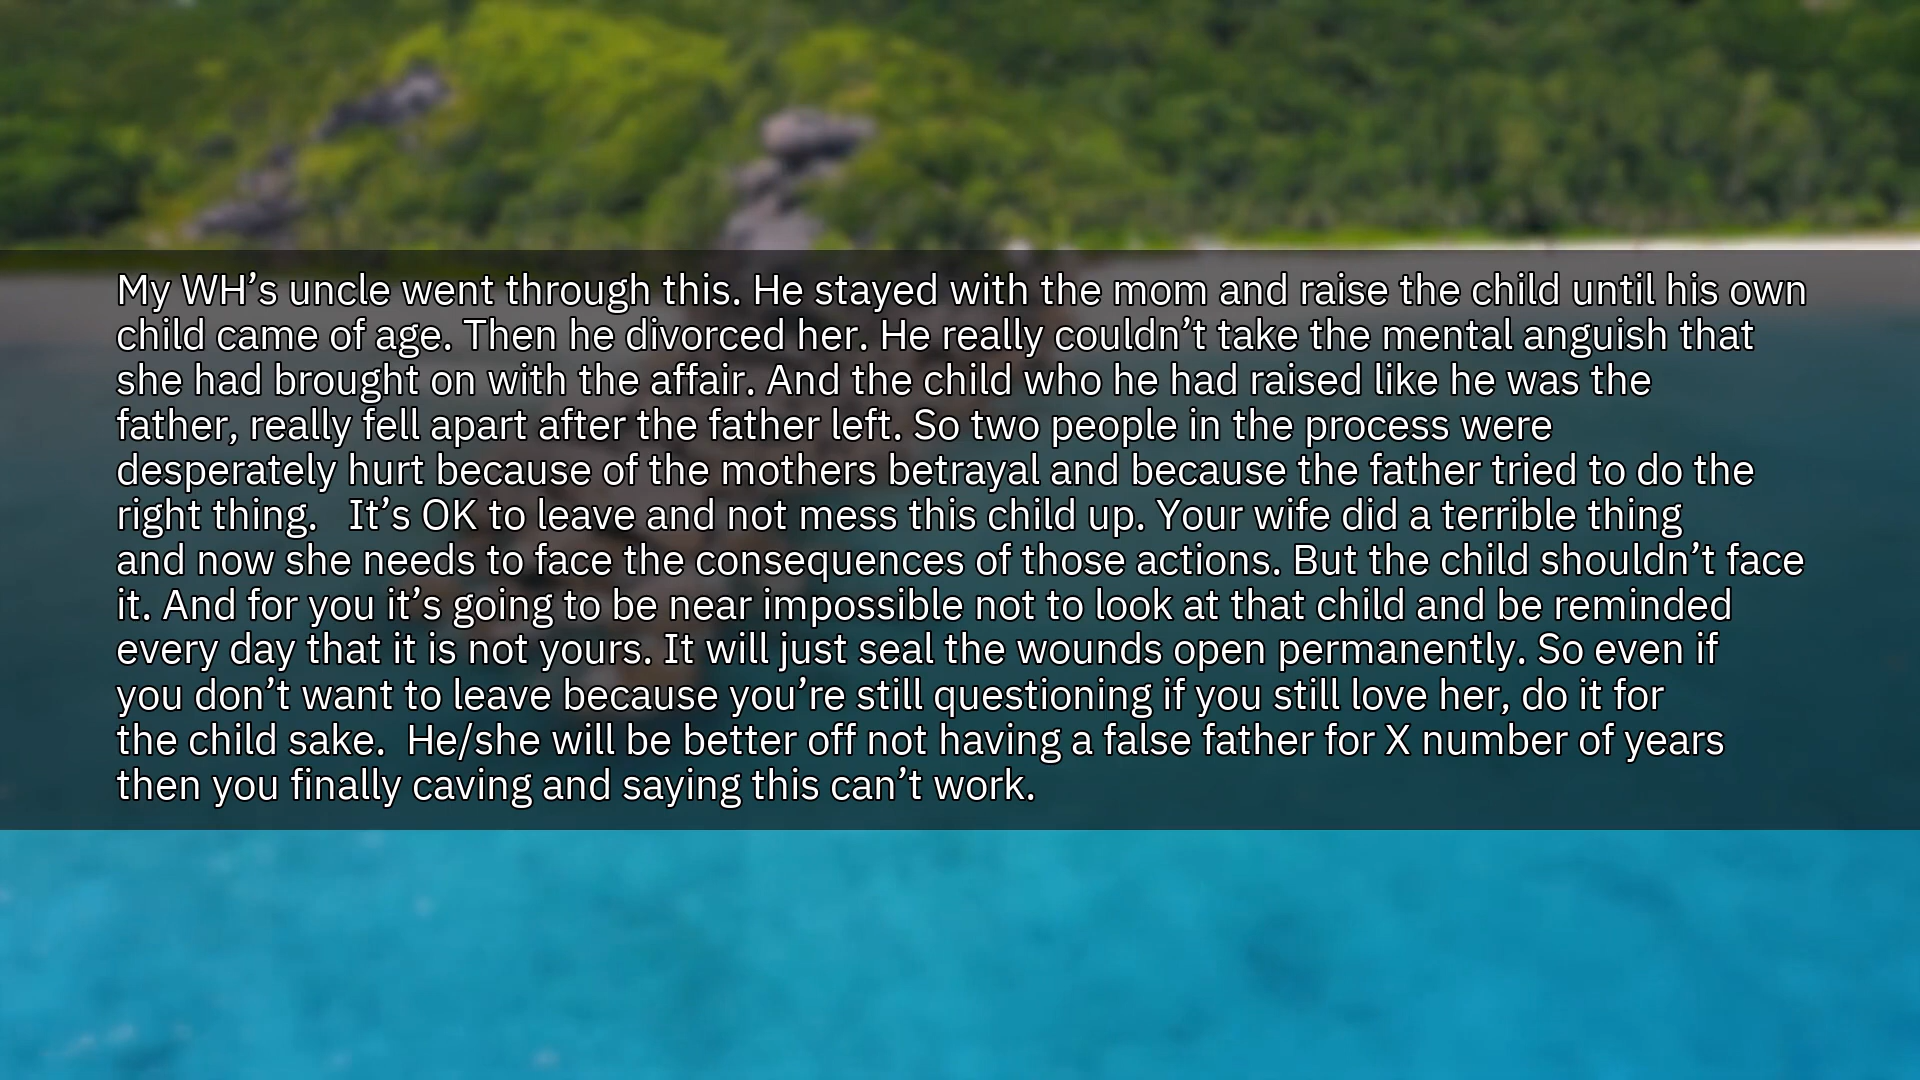 My WH’s uncle went through this. He stayed with the mom and raise the child until his own
child came of age. Then he divorced her. He really couldn’t take the mental anguish that
she had brought on with the affair. And the child who he had raised like he was the
father, really fell apart after the father left. So two people in the process were
desperately hurt because of the mothers betrayal and because the father tried to do the
right thing.   It’s OK to leave and not mess this child up. Your wife did a terrible thing
and now she needs to face the consequences of those actions. But the child shouldn’t face
it. And for you it’s going to be near impossible not to look at that child and be reminded
every day that it is not yours. It will just seal the wounds open permanently. So even if
you don’t want to leave because you’re still questioning if you still love her, do it for
the child sake.  He/she will be better off not having a false father for X number of years
then you finally caving and saying this can’t work.